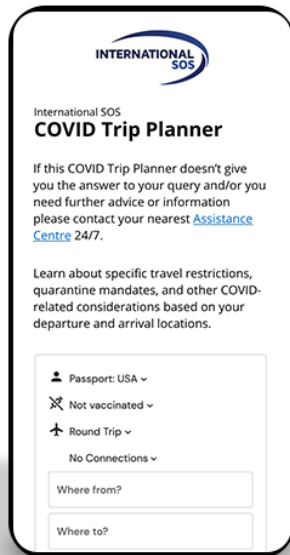 INTERNATIONAL
SOS
International SOS
COVID Trip Planner
If this COVID Trip Planner doesn't give
you the answer to your query and/or you
need further advice or information
please contact your nearest Assistance
Centre 24/7.
Learn about specific travel restrictions,
quarantine mandates, and other COVID-
related considerations based on your
departure and arrival locations.
Passport: USA
Not vaccinated
Round Trip
No Connections
Where from?
Where to?